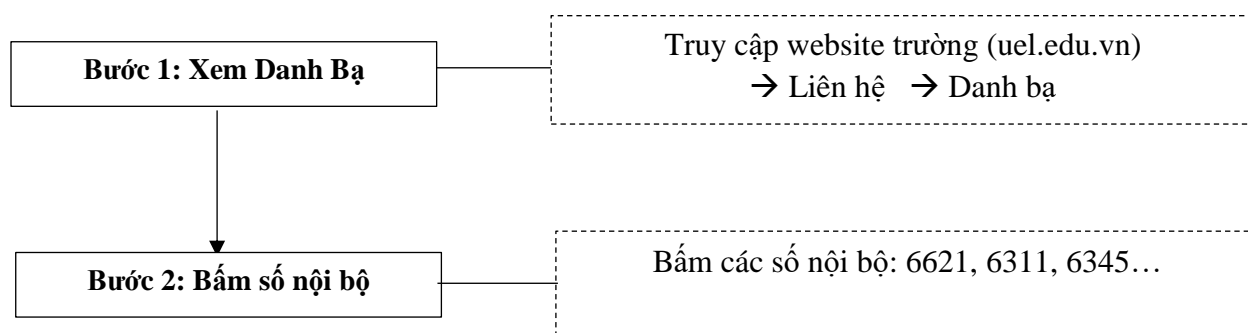 Bước 1: Xem Danh Bạ
Truy cập website trường (uel.edu.vn)
→ Liên hệ → Danh bạ
Bước 2: Bấm số nội bộ
Bấm các số nội bộ: 6621, 6311, 6345…